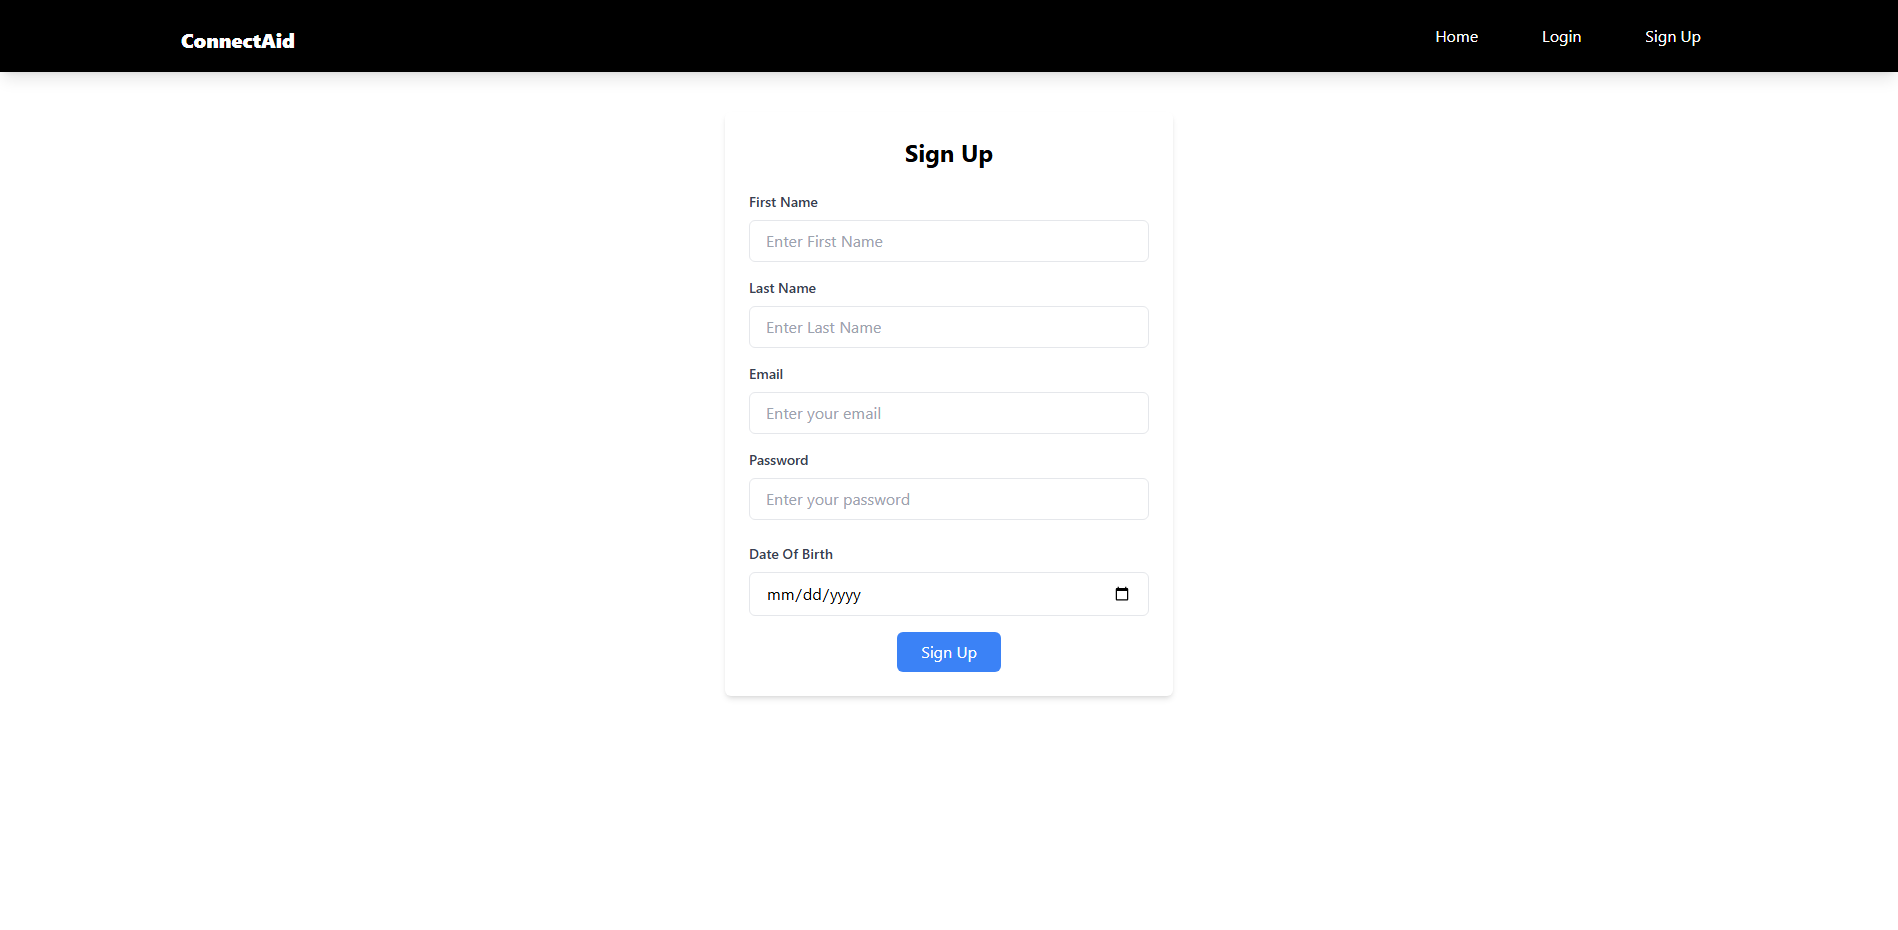 ConnectAid
Home Login Sign Up
Sign Up
First Name
Enter First Name
Last Name
Enter Last Name
Email
Enter your email
Password
Enter your password
Date Of Birth
mm/dd/yyyy
Sign Up